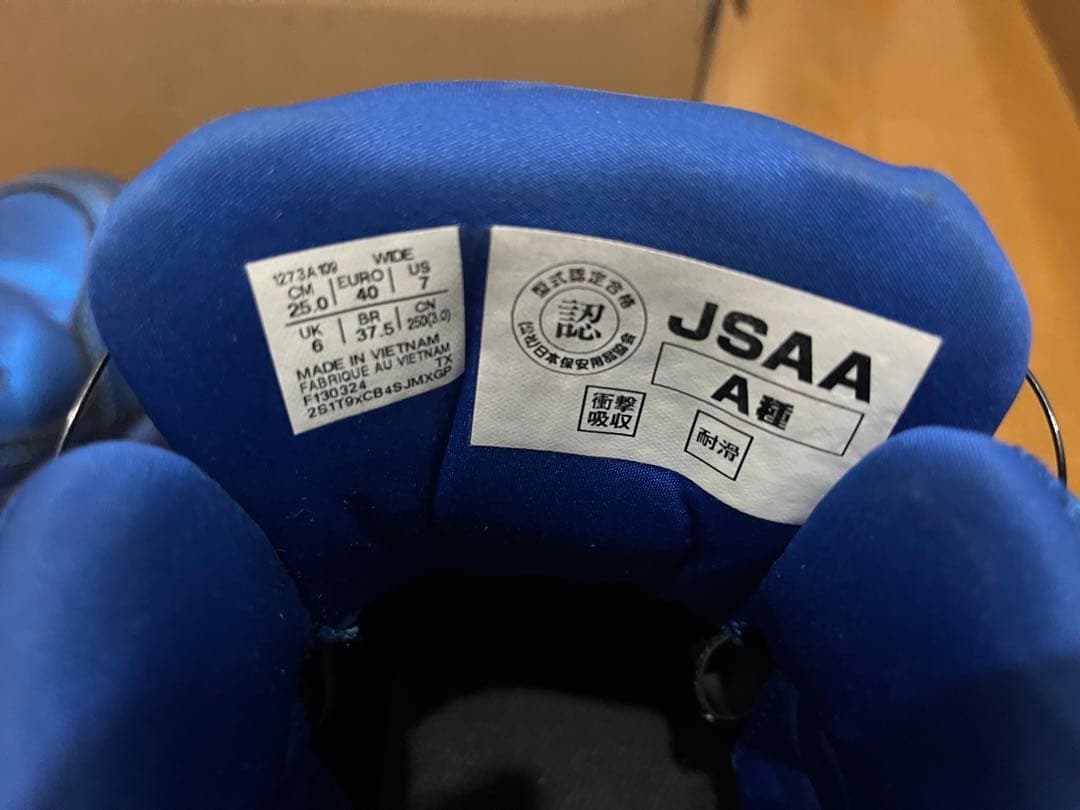 1273A109 WIDE
CM 25.0 | EURO 40 | US 7
UK 6 | BR 37.5 | CN 250(3.0)
MADE IN VIETNAM
FABRIQUE AU VIETNAM
F130324 TX
2S1T9xCB4SJMXGP
型式認定合格
認
(公社)日本保安用品協会
JSAA
A種
衝撃
吸収
耐滑